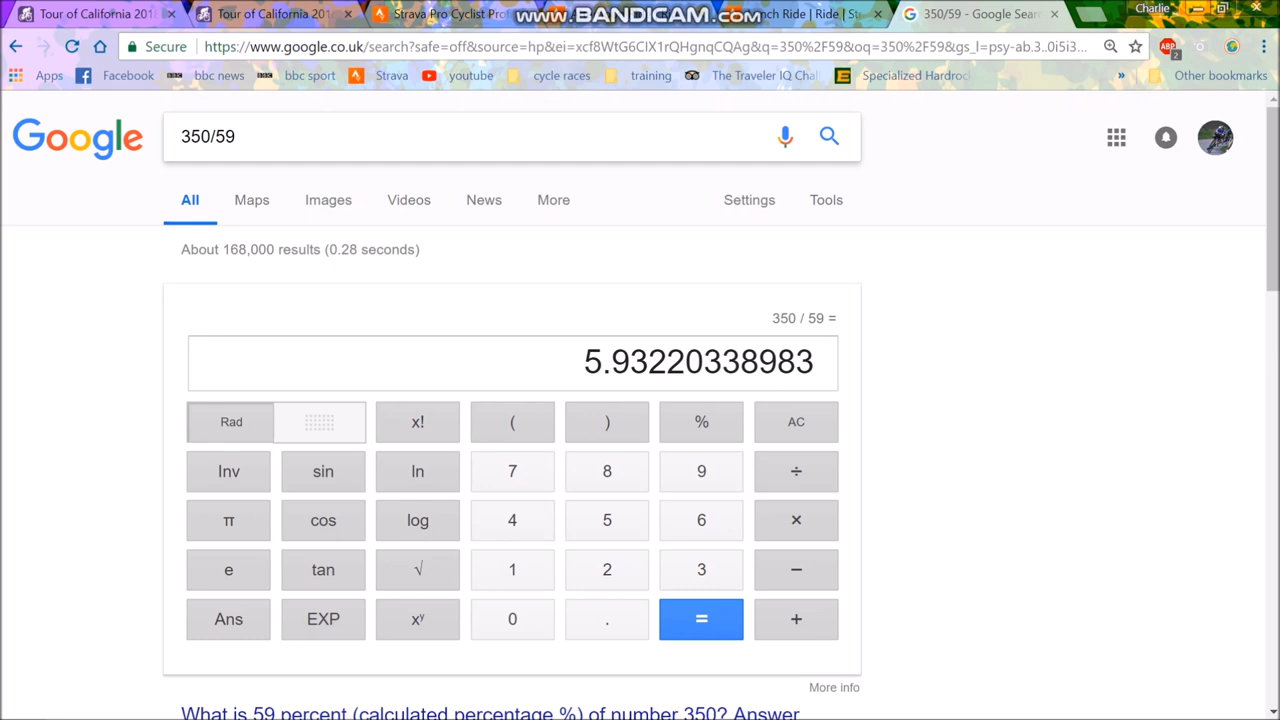 Tour of California 201
Tour of California 201
Strava Pro Cyclist Pr
www.BANDICAM.com
nch Ride | Ride | St
350/59 - Google Sear
Charlie
Secure
https://www.google.co.uk/search?safe=off&source=hp&ei=xcf8WtG6CIX1rQHgnqCQAg&q=350%2F59&oq=350%2F59&gs_l=psy-ab.3..0i5i3...
ABP
2
Apps
Facebook
bbc news
bbc sport
Strava
youtube
cycle races
training
The Traveler IQ Chal
Specialized Hardroc
»
Other bookmarks
Google
350/59
All
Maps
Images
Videos
News
More
Settings
Tools
About 168,000 results (0.28 seconds)
350 / 59 =
5.93220338983
Rad
x!
(
)
%
AC
Inv
sin
ln
7
8
9
÷
π
cos
log
4
5
6
×
e
tan
√
1
2
3
−
Ans
EXP
xʸ
0
.
=
+
More info
What is 59 percent (calculated percentage %) of number 350? Answer